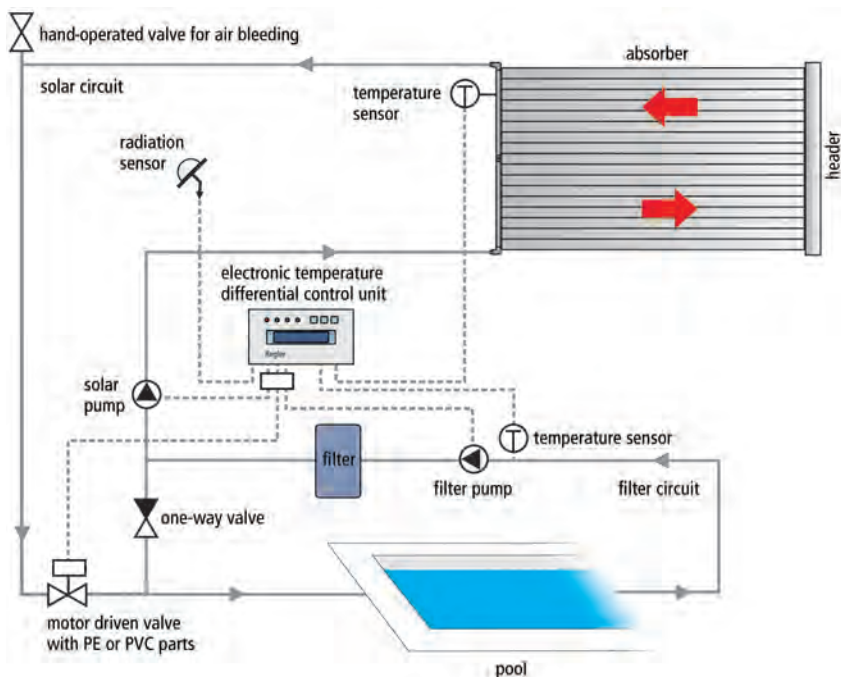 hand-operated valve for air bleeding
absorber
solar circuit
temperature
sensor
T
header
radiation
sensor
electronic temperature
differential control unit
Regler
solar
pump
T
temperature sensor
filter
filter pump
filter circuit
one-way valve
motor driven valve
with PE or PVC parts
pool